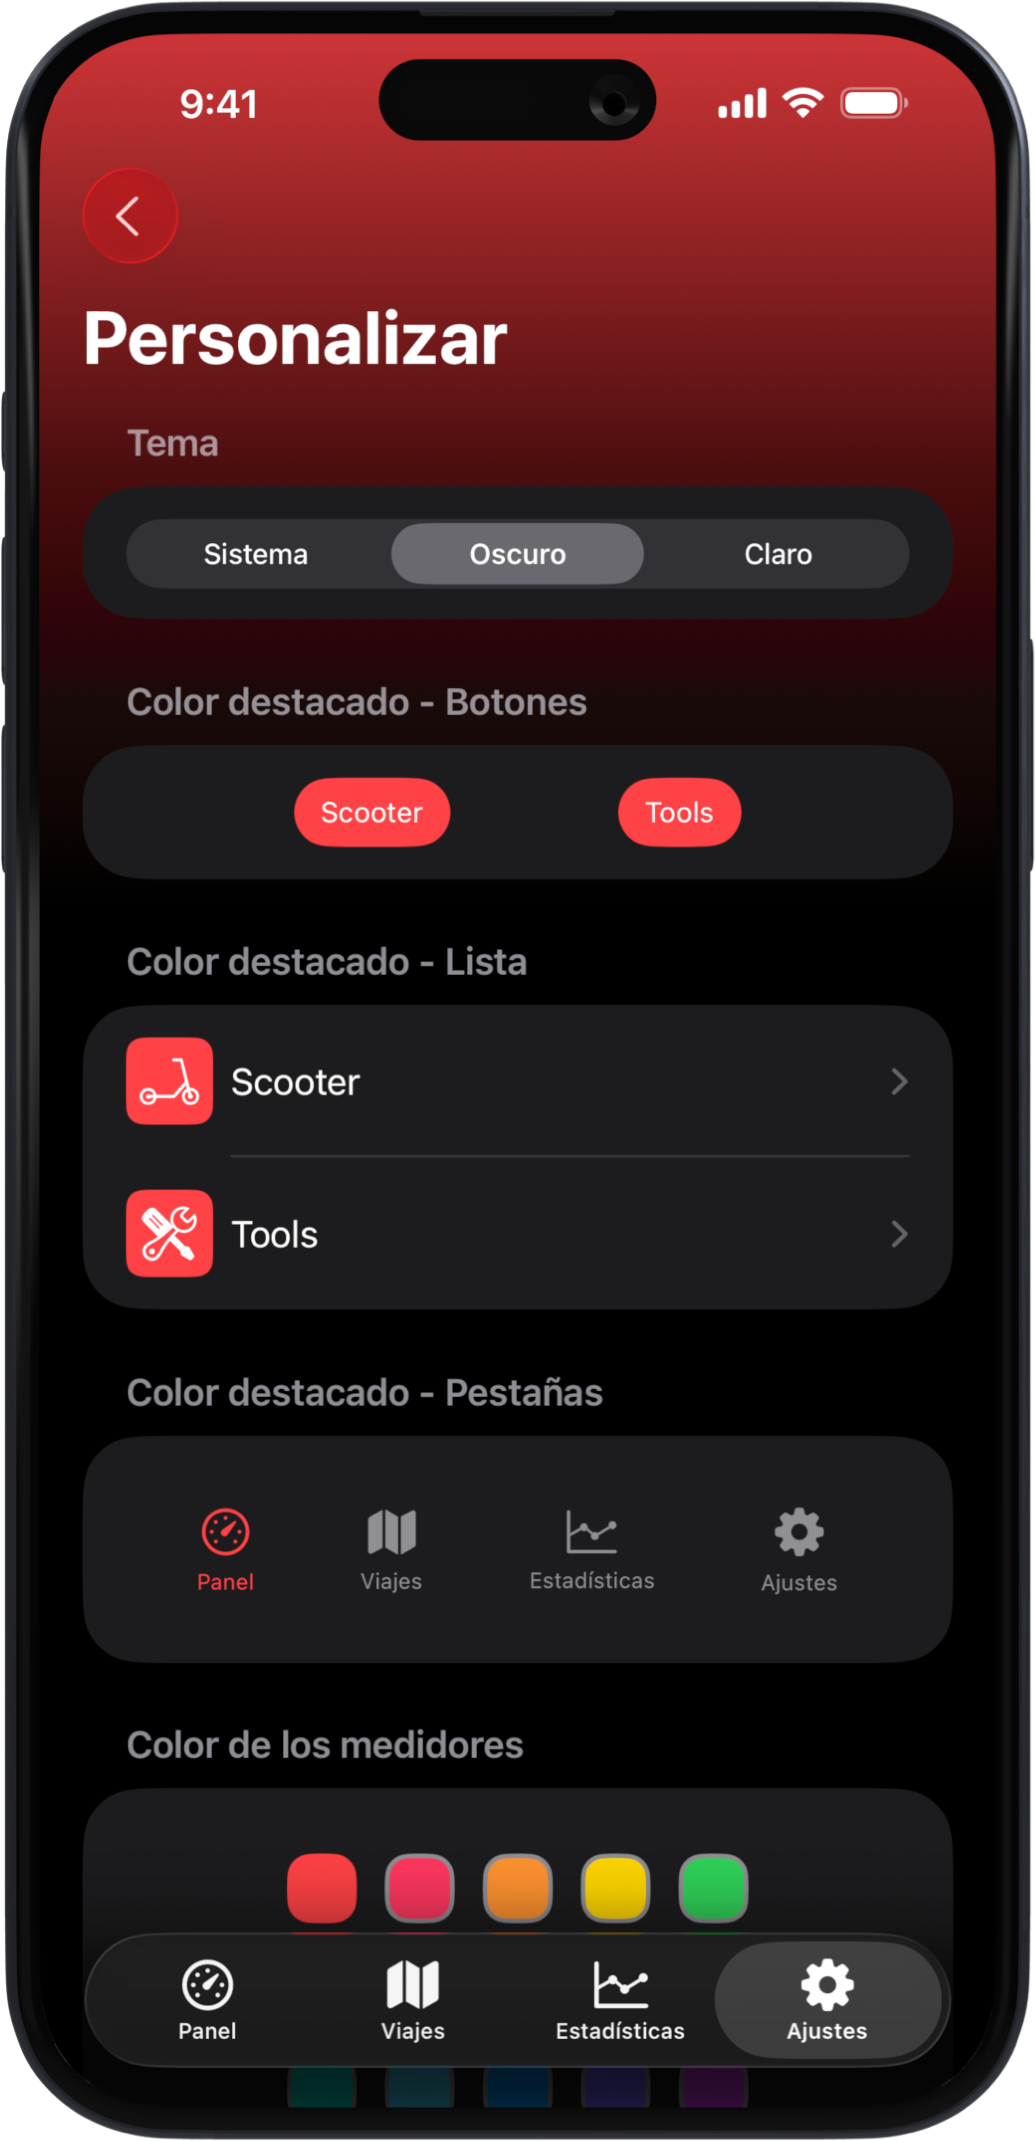 9:41
Personalizar
Tema
Sistema Oscuro Claro
Color destacado - Botones
Scooter Tools
Color destacado - Lista
Scooter
Tools
Color destacado - Pestañas
Panel Viajes Estadísticas Ajustes
Color de los medidores
Panel Viajes Estadísticas Ajustes